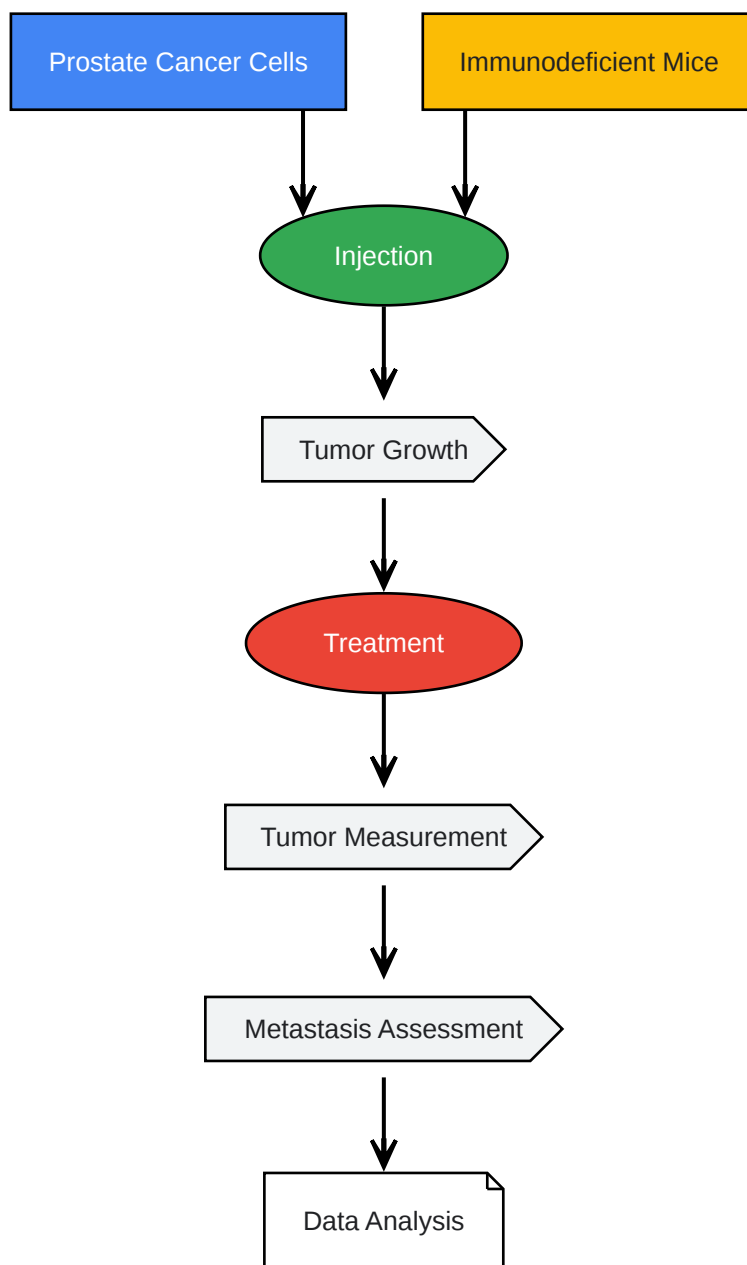 Prostate Cancer Cells
Immunodeficient Mice
Injection
Tumor Growth
Treatment
Tumor Measurement
Metastasis Assessment
Data Analysis